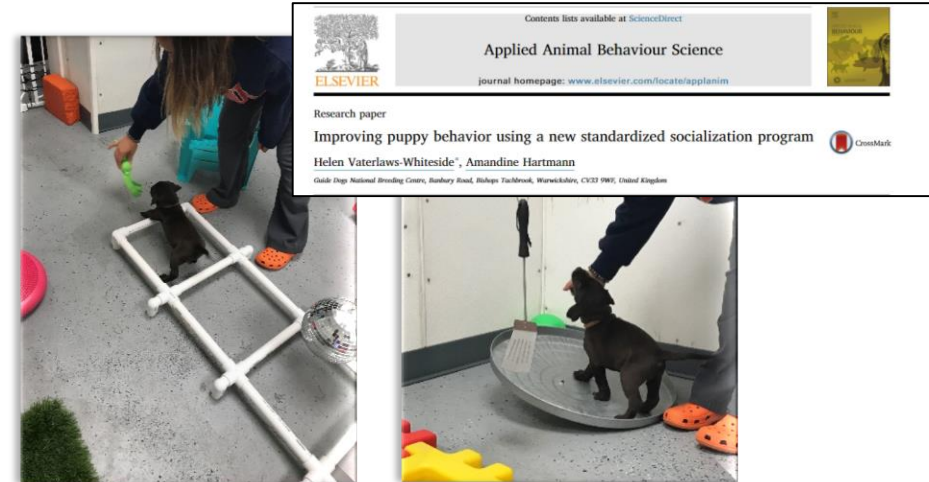 Contents lists available at ScienceDirect
Applied Animal Behaviour Science
journal homepage: www.elsevier.com/locate/applanim
ELSEVIER
BEHAVIOUR
Research paper
Improving puppy behavior using a new standardized socialization program
CrossMark
Helen Vaterlaws-Whiteside*, Amandine Hartmann
Guide Dogs National Breeding Centre, Banbury Road, Bishops Tachbrook, Warwickshire, CV33 9WF, United Kingdom